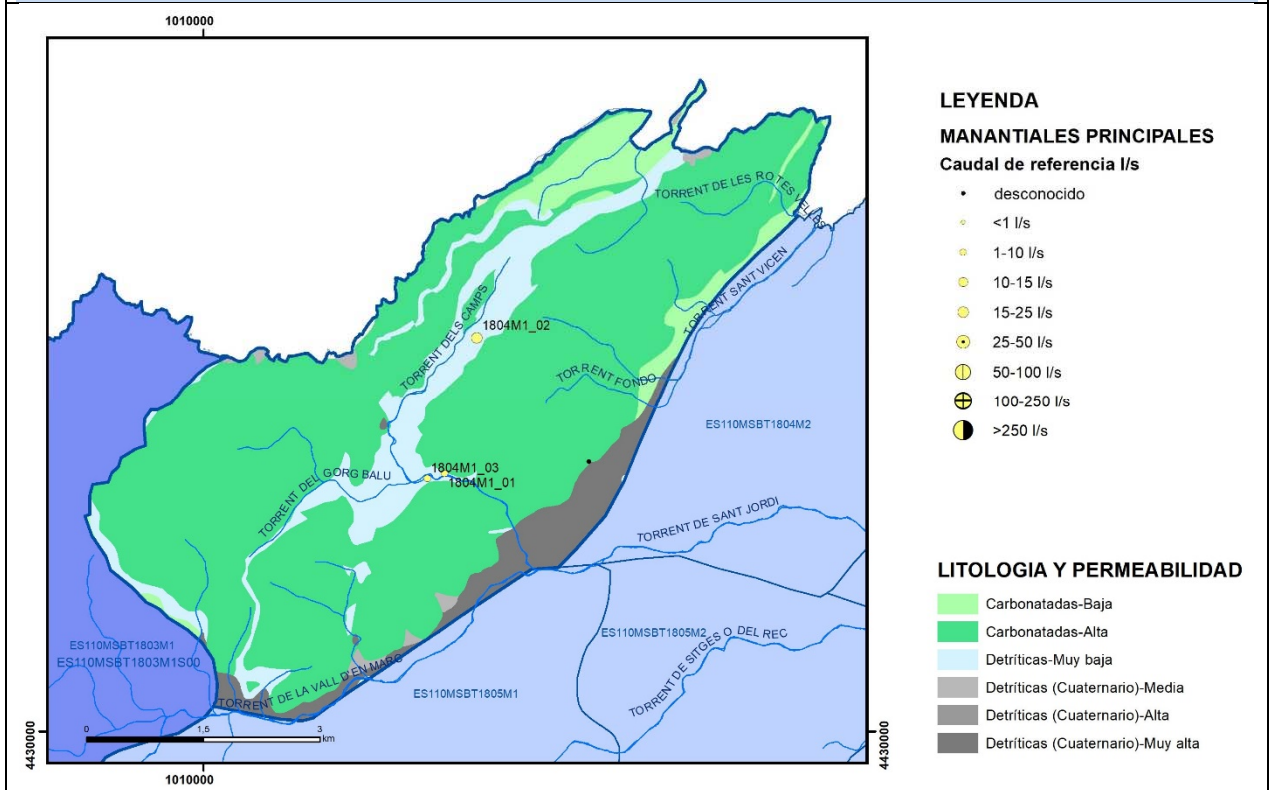 1010000
TORRENT DE LES ROTES VELLES
TORRENT SANT VICEN
TORRENT DELS CAMPS
1804M1_02
TORRENT FONDO
ES110MSBT1804M2
1804M1_03
1804M1_01
TORRENT DEL GORG BALU
TORRENT DE SANT JORDI
ES110MSBT1803M1
ES110MSBT1803M1S00
ES110MSBT1805M2
TORRENT DE SITGES O DEL REC
TORRENT DE LA VALL D'EN MARC
ES110MSBT1805M1
0 1,5 3
km
4430000
4430000
1010000
LEYENDA
MANANTIALES PRINCIPALES
Caudal de referencia l/s
desconocido
<1 l/s
1-10 l/s
10-15 l/s
15-25 l/s
25-50 l/s
50-100 l/s
100-250 l/s
>250 l/s
LITOLOGIA Y PERMEABILIDAD
Carbonatadas-Baja
Carbonatadas-Alta
Detríticas-Muy baja
Detríticas (Cuaternario)-Media
Detríticas (Cuaternario)-Alta
Detríticas (Cuaternario)-Muy alta